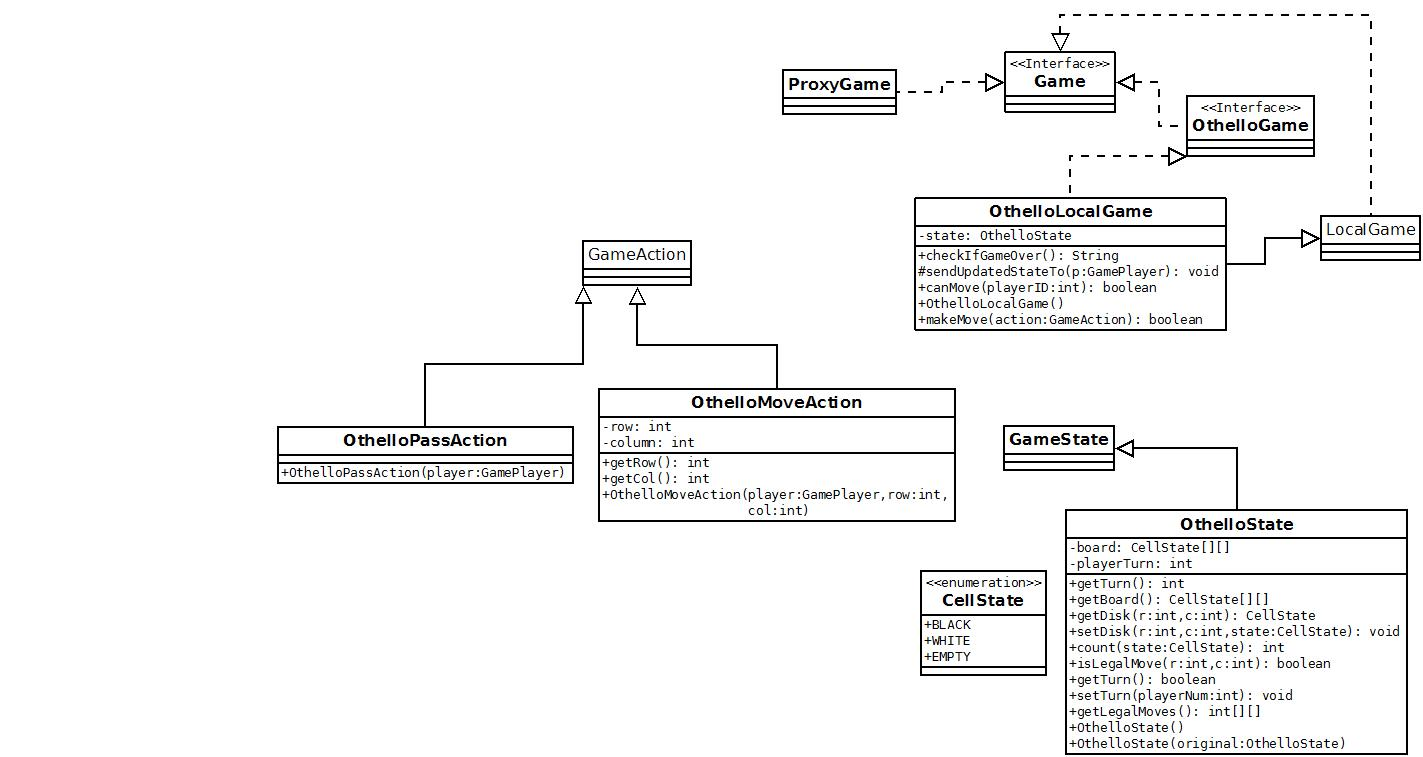 <<Interface>>
Game
ProxyGame
<<Interface>>
OthelloGame
OthelloLocalGame
-state: OthelloState
+checkIfGameOver(): String
#sendUpdatedStateTo(p:GamePlayer): void
+canMove(playerID:int): boolean
+OthelloLocalGame()
+makeMove(action:GameAction): boolean
LocalGame
GameAction
OthelloPassAction
+OthelloPassAction(player:GamePlayer)
OthelloMoveAction
-row: int
-column: int
+getRow(): int
+getCol(): int
+OthelloMoveAction(player:GamePlayer,row:int,
col:int)
GameState
OthelloState
-board: CellState[][]
-playerTurn: int
+getTurn(): int
+getBoard(): CellState[][]
+getDisk(r:int,c:int): CellState
+setDisk(r:int,c:int,state:CellState): void
+count(state:CellState): int
+isLegalMove(r:int,c:int): boolean
+getTurn(): boolean
+setTurn(playerNum:int): void
+getLegalMoves(): int[][]
+OthelloState()
+OthelloState(original:OthelloState)
<<enumeration>>
CellState
+BLACK
+WHITE
+EMPTY